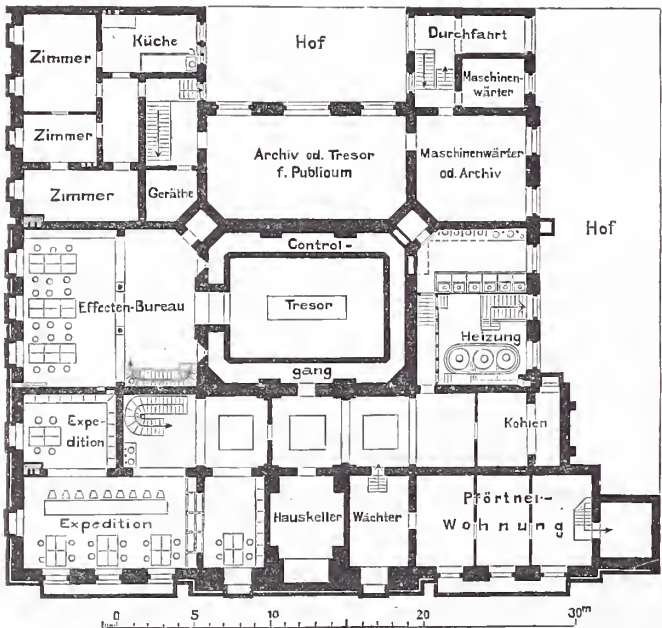 Küche
Hof
Durchfahrt
Zimmer
Maschinen-
wärter
Zimmer
Archiv od. Tresor
f. Publicum
Maschinenwärter
od. Archiv
Zimmer
Geräthe
Hof
Control-
Effecten-Bureau
Tresor
Heizung
gang
Expe-
dition
Kohlen
Pförtner-
Expedition
Hauskeller
Wächter
Wohnung
0 5 10 20 30m